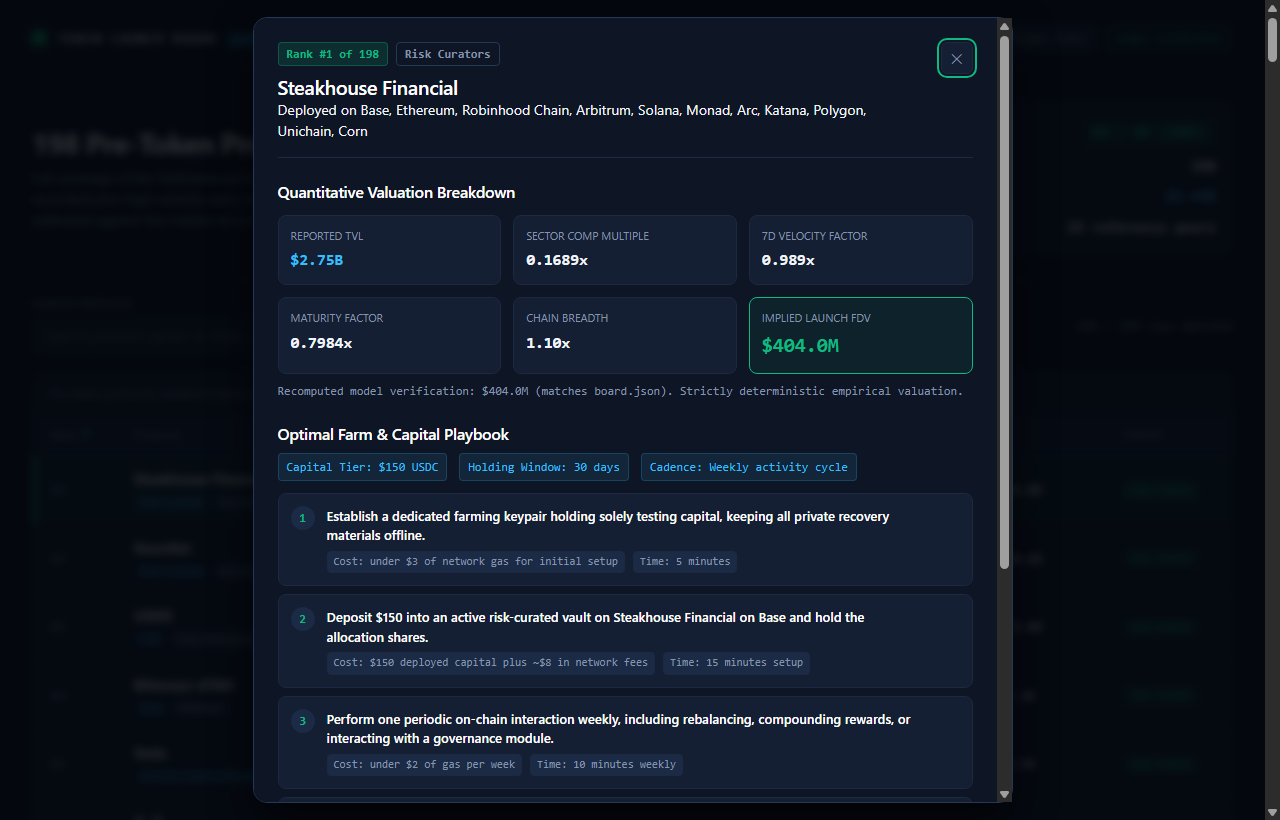 Rank #1 of 198
Risk Curators
Steakhouse Financial
Deployed on Base, Ethereum, Robinhood Chain, Arbitrum, Solana, Monad, Arc, Katana, Polygon,
Unichain, Corn
Quantitative Valuation Breakdown
REPORTED TVL
$2.75B
SECTOR COMP MULTIPLE
0.1689x
7D VELOCITY FACTOR
0.989x
MATURITY FACTOR
0.7984x
CHAIN BREADTH
1.10x
IMPLIED LAUNCH FDV
$404.0M
Recomputed model verification: $404.0M (matches board.json). Strictly deterministic empirical valuation.
Optimal Farm & Capital Playbook
Capital Tier: $150 USDC
Holding Window: 30 days
Cadence: Weekly activity cycle
1
Establish a dedicated farming keypair holding solely testing capital, keeping all private recovery
materials offline.
Cost: under $3 of network gas for initial setup
Time: 5 minutes
2
Deposit $150 into an active risk-curated vault on Steakhouse Financial on Base and hold the
allocation shares.
Cost: $150 deployed capital plus ~$8 in network fees
Time: 15 minutes setup
3
Perform one periodic on-chain interaction weekly, including rebalancing, compounding rewards, or
interacting with a governance module.
Cost: under $2 of gas per week
Time: 10 minutes weekly